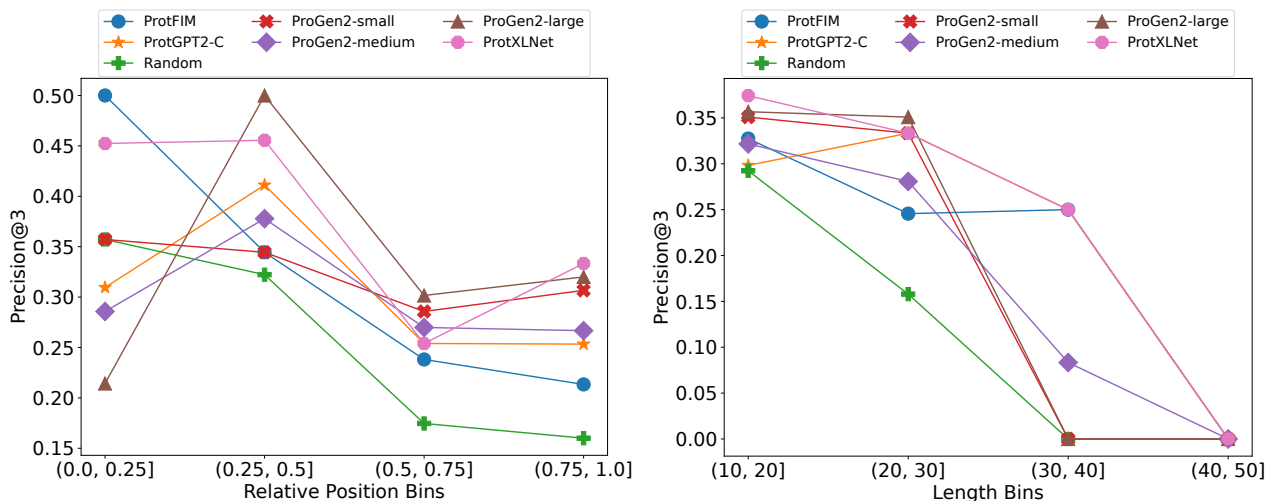 ProtFIM ProGen2-small ProGen2-large
ProtGPT2-C ProGen2-medium ProtXLNet
Random
0.50
0.45
0.40
0.35
0.30
0.25
0.20
0.15
Precision@3
(0.0, 0.25] (0.25, 0.5] (0.5, 0.75] (0.75, 1.0]
Relative Position Bins
ProtFIM ProGen2-small ProGen2-large
ProtGPT2-C ProGen2-medium ProtXLNet
Random
0.35
0.30
0.25
0.20
0.15
0.10
0.05
0.00
Precision@3
(10, 20] (20, 30] (30, 40] (40, 50]
Length Bins